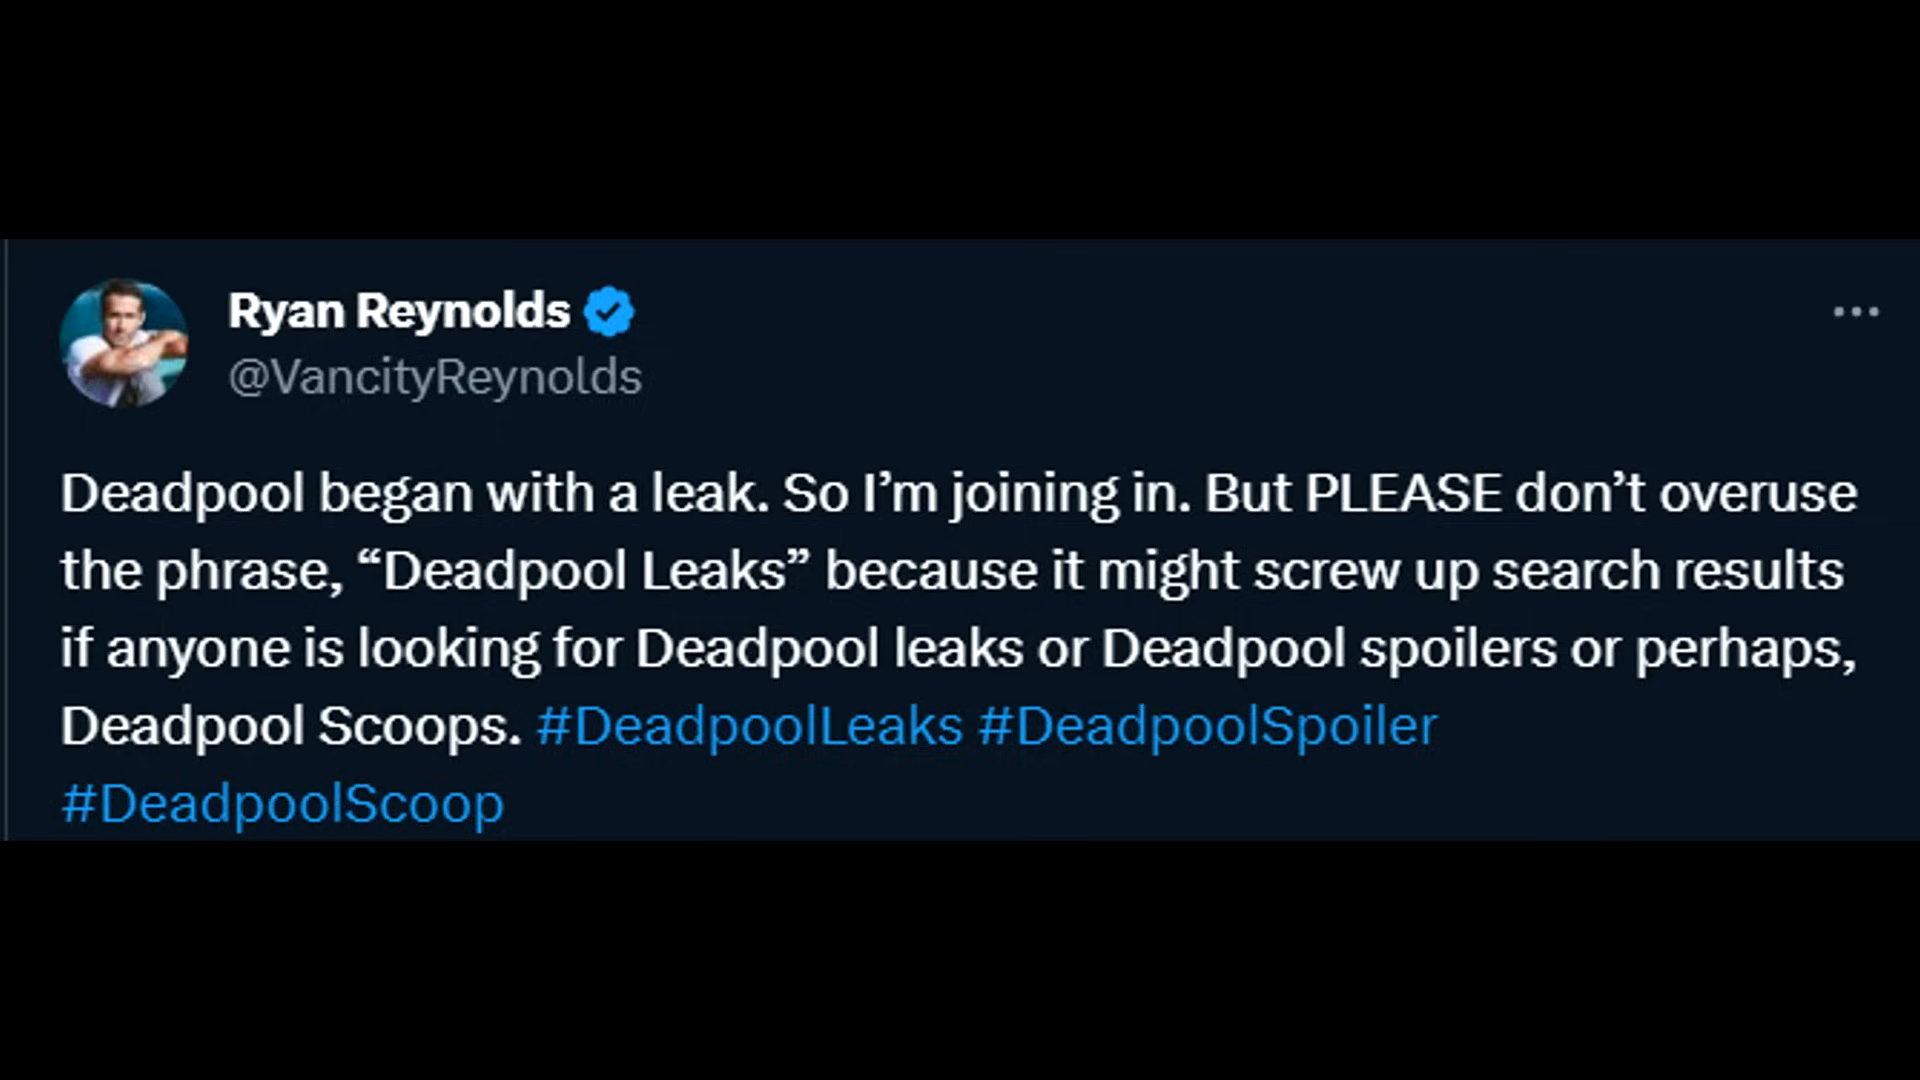 Ryan Reynolds
@VancityReynolds
Deadpool began with a leak. So I’m joining in. But PLEASE don’t overuse
the phrase, “Deadpool Leaks” because it might screw up search results
if anyone is looking for Deadpool leaks or Deadpool spoilers or perhaps,
Deadpool Scoops. #DeadpoolLeaks #DeadpoolSpoiler
#DeadpoolScoop